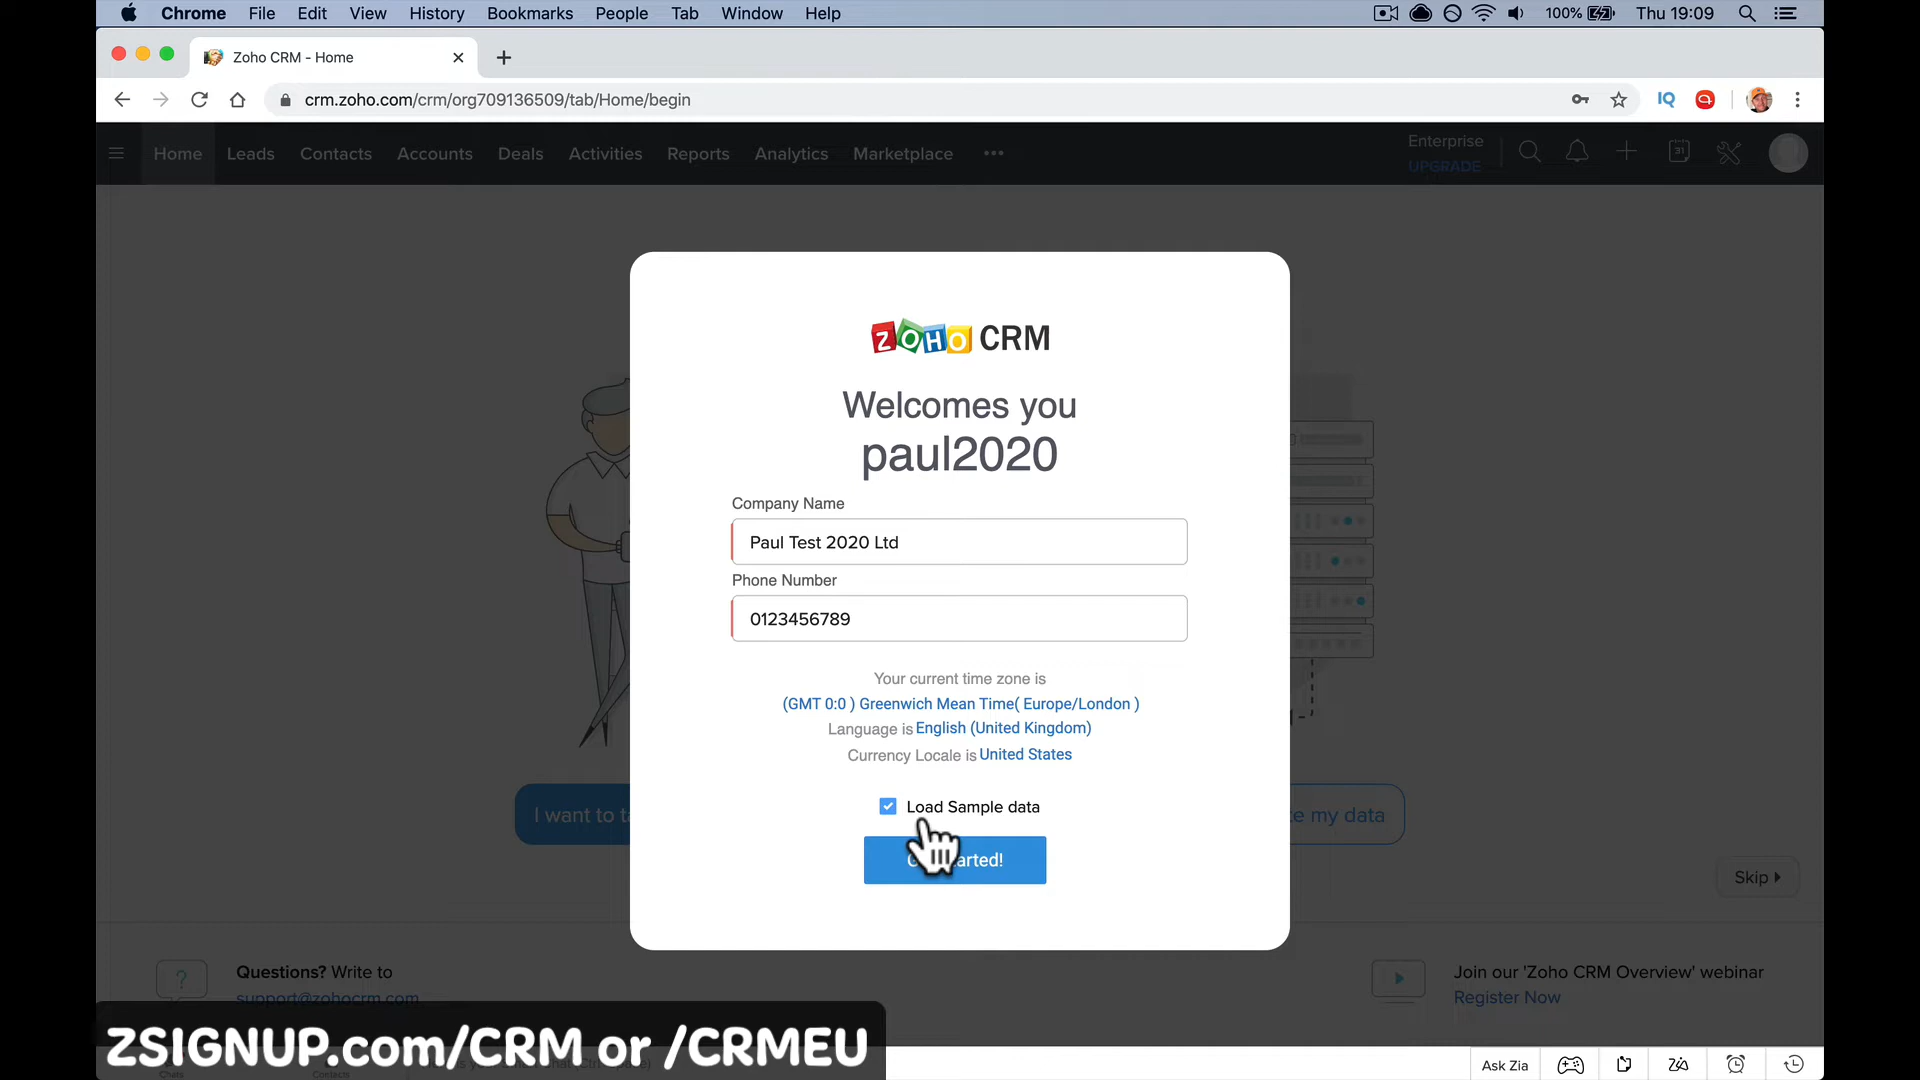 Chrome File Edit View History Bookmarks People Tab Window Help 100% Thu 19:09
Zoho CRM - Home
crm.zoho.com/crm/org709136509/tab/Home/begin IQ
Home Leads Contacts Accounts Deals Activities Reports Analytics Marketplace ••• Enterprise 31
UPGRADE
ZOHO CRM
Welcomes you
paul2020
Company Name
Paul Test 2020 Ltd
Phone Number
0123456789
Your current time zone is
(GMT 0:0 ) Greenwich Mean Time( Europe/London )
Language is English (United Kingdom)
Currency Locale is United States
I want to
my data
Load Sample data
Skip
Questions? Write to
support@zohocrm.com
Join our 'Zoho CRM Overview' webinar
Register Now
ZSIGNUP.com/CRM or /CRMEU
Chats Contacts
Ask Zia